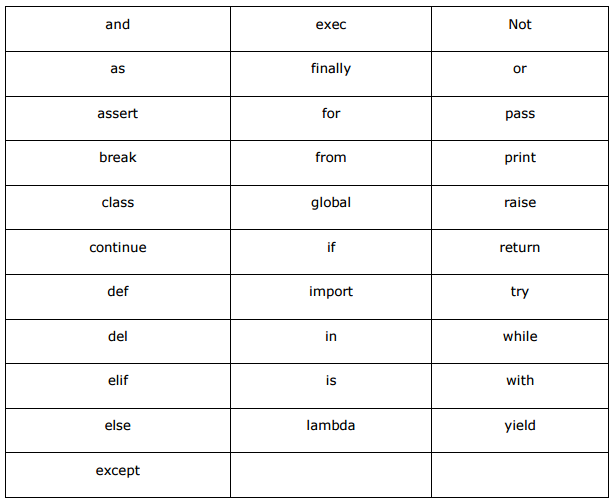 and exec Not
as finally or
assert for pass
break from print
class global raise
continue if return
def import try
del in while
elif is with
else lambda yield
except